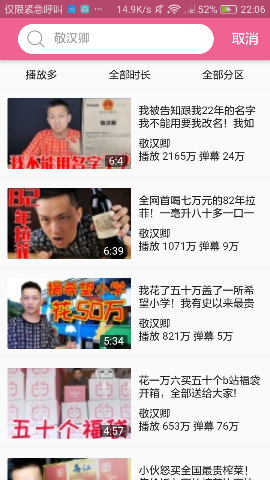 仅限紧急呼叫 14.9K/s 52% 22:06
敬汉卿 取消
播放多 全部时长 全部分区
我不能用名字
6:4
我被告知跟我22年的名字
我不能用要我改名！我如
敬汉卿
播放 2165万 弹幕 24万
82
年
拉菲
6:39
全网首喝七万元的82年拉
菲！一毫升八十多一口一
敬汉卿
播放 1071万 弹幕 9万
捐希望小学
花50万
5:34
我花了五十万盖了一所希
望小学！我有史以来最贵
敬汉卿
播放 821万 弹幕 5万
五十个福袋
4:57
花一万六买五十个b站福袋
开箱，全部送给大家！
敬汉卿
播放 653万 弹幕 76万
小伙怒买全国最贵榨菜！